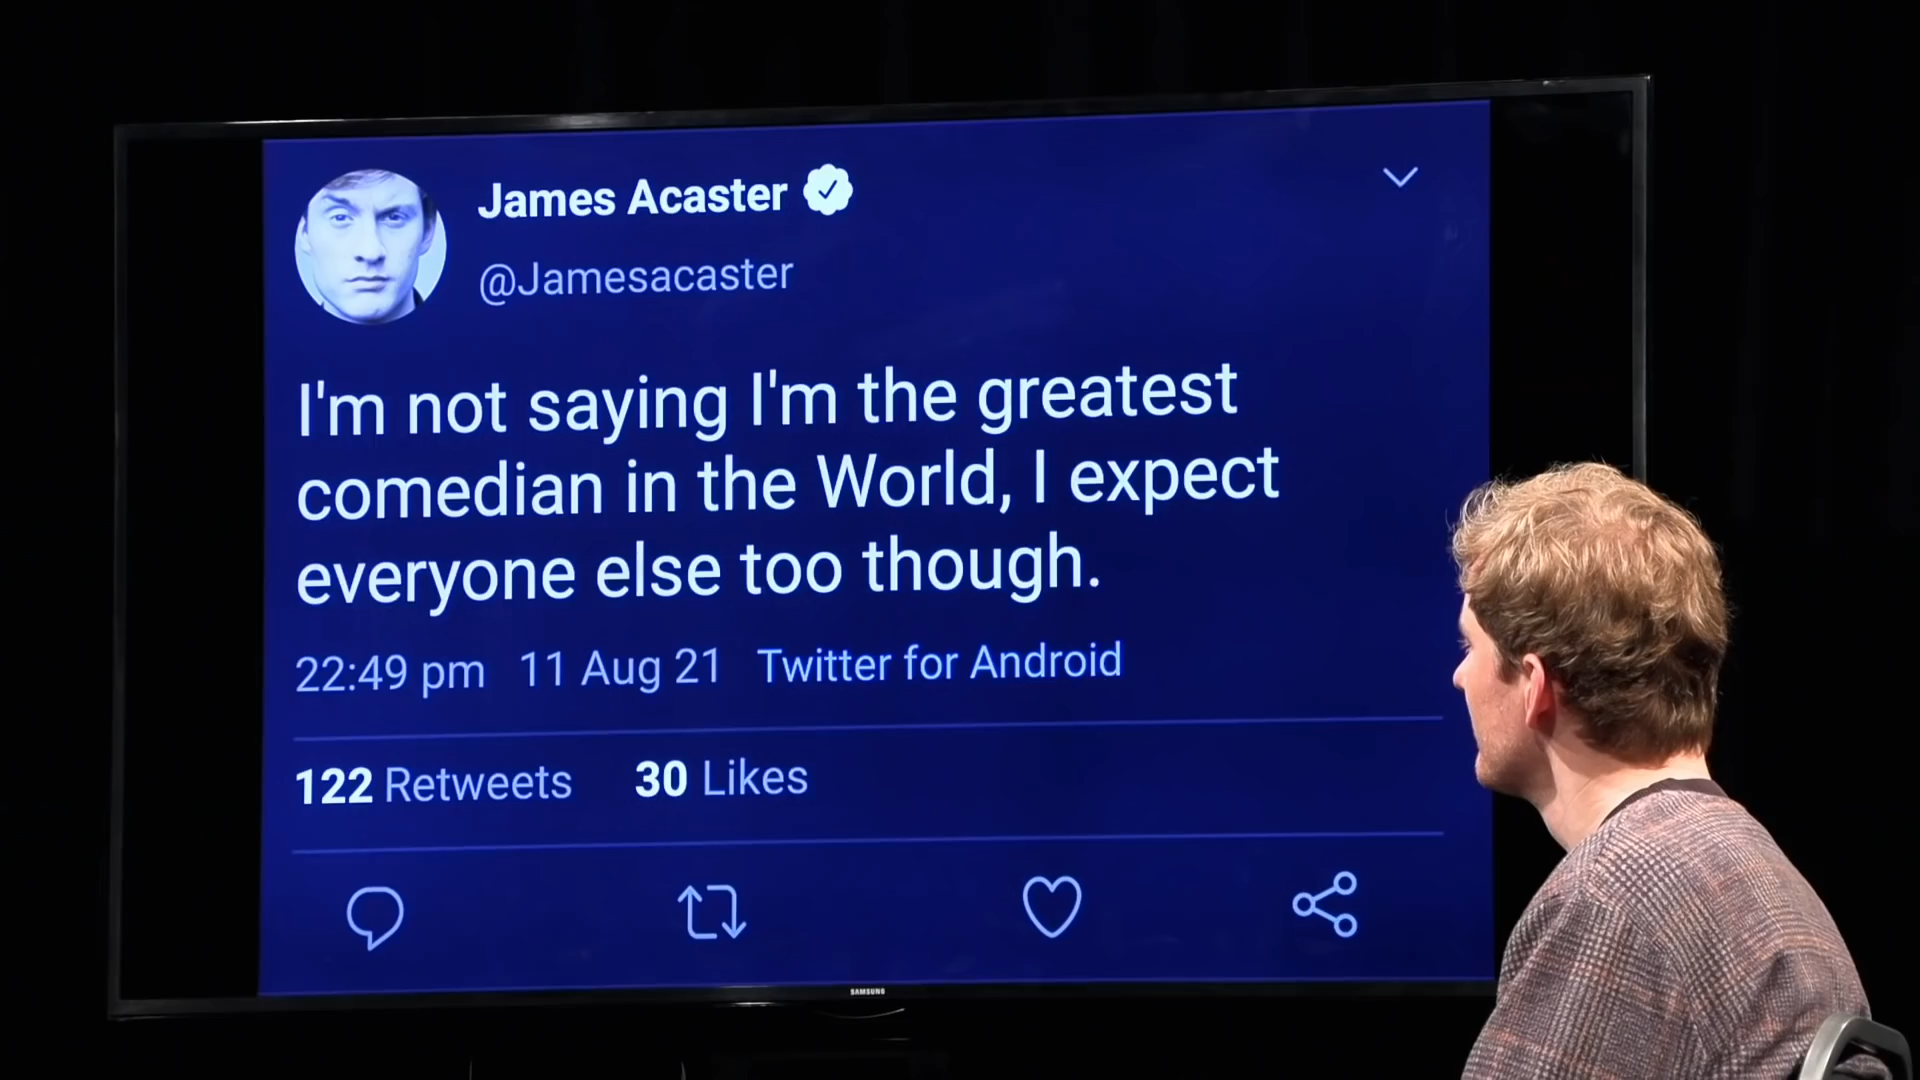 James Acaster
@Jamesacaster
I'm not saying I'm the greatest
comedian in the World, I expect
everyone else too though.
22:49 pm 11 Aug 21 Twitter for Android
122 Retweets 30 Likes
SAMSUNG